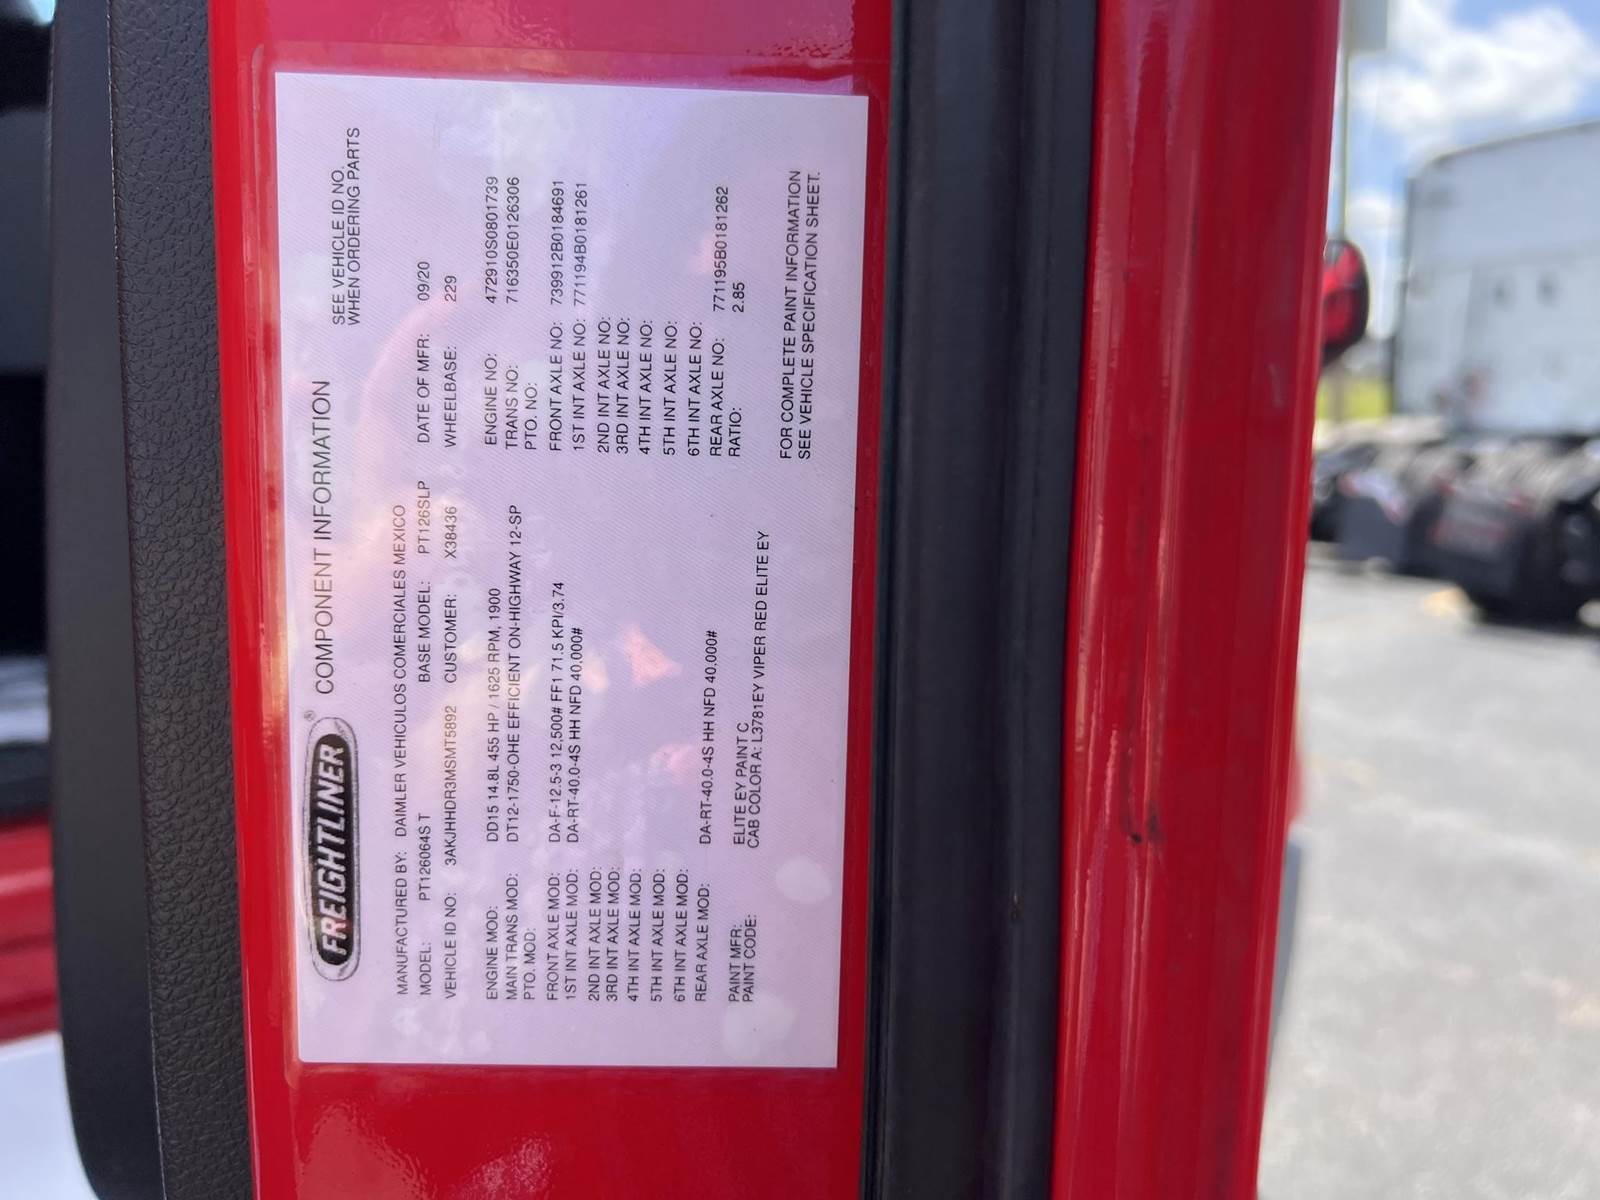 FREIGHTLINER® COMPONENT INFORMATION
SEE VEHICLE ID NO.
WHEN ORDERING PARTS
MANUFACTURED BY: DAIMLER VEHICULOS COMERCIALES MEXICO
MODEL: PT126064S T BASE MODEL: PT126SLP DATE OF MFR: 09/20
VEHICLE ID NO: 3AKJHHDR3MSMT5892 CUSTOMER: X38436 WHEELBASE: 229
ENGINE MOD: DD15 14.8L 455 HP / 1625 RPM, 1900 ENGINE NO: 472910S0801739
MAIN TRANS MOD: DT12-1750-OHE EFFICIENT ON-HIGHWAY 12-SP TRANS NO: 716350E0126306
PTO. MOD: PTO. NO:
FRONT AXLE MOD: DA-F-12.5-3 12,500# FF1 71.5 KPI/3.74 FRONT AXLE NO: 739912B0184691
1ST INT AXLE MOD: DA-RT-40.0-4S HH NFD 40,000# 1ST INT AXLE NO: 771194B0181261
2ND INT AXLE MOD: 2ND INT AXLE NO:
3RD INT AXLE MOD: 3RD INT AXLE NO:
4TH INT AXLE MOD: 4TH INT AXLE NO:
5TH INT AXLE MOD: 5TH INT AXLE NO:
6TH INT AXLE MOD: 6TH INT AXLE NO:
REAR AXLE MOD: DA-RT-40.0-4S HH NFD 40,000# REAR AXLE NO: 771195B0181262
RATIO: 2.85
PAINT MFR: ELITE EY PAINT C
PAINT CODE: CAB COLOR A: L3781EY VIPER RED ELITE EY
FOR COMPLETE PAINT INFORMATION
SEE VEHICLE SPECIFICATION SHEET.